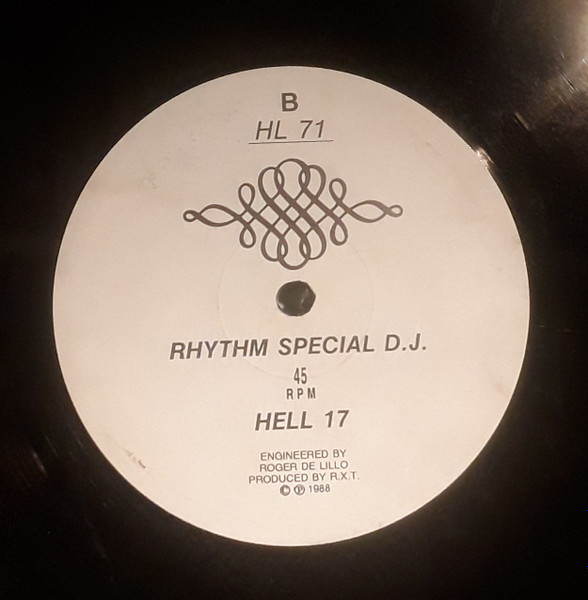 B
HL 71
RHYTHM SPECIAL D.J.
45
RPM
HELL 17
ENGINEERED BY
ROGER DE LILLO
PRODUCED BY R.X.T.
© ℗ 1988